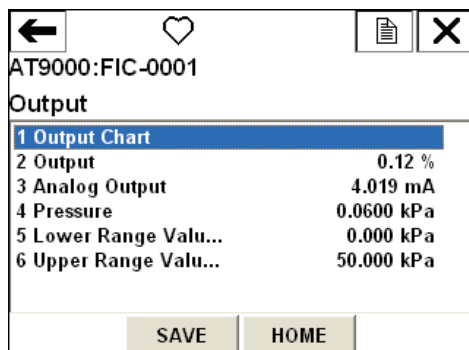 AT9000:FIC-0001
Output
1 Output Chart
2 Output 0.12 %
3 Analog Output 4.019 mA
4 Pressure 0.0600 kPa
5 Lower Range Valu... 0.000 kPa
6 Upper Range Valu... 50.000 kPa
SAVE HOME